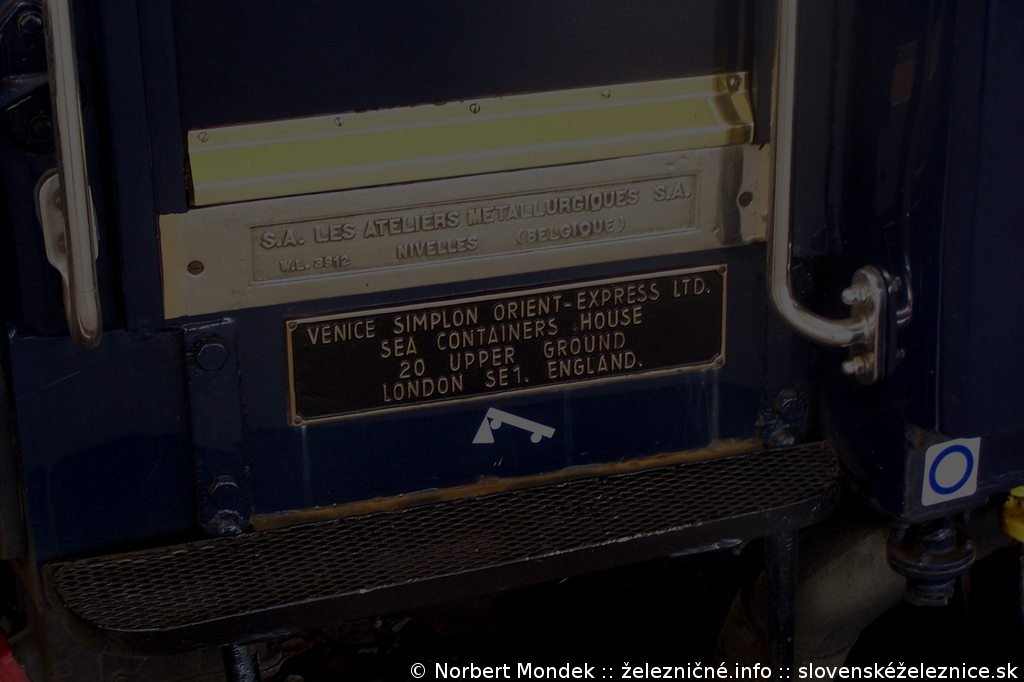 S.A. LES ATELIERS METALLURGIQUES S.A.
NIVELLES (BELGIQUE)
W.L. 3912
VENICE SIMPLON ORIENT-EXPRESS LTD.
SEA CONTAINERS HOUSE
20 UPPER GROUND
LONDON SE1. ENGLAND.
© Norbert Mondek :: železničné.info :: slovenskéželeznice.sk